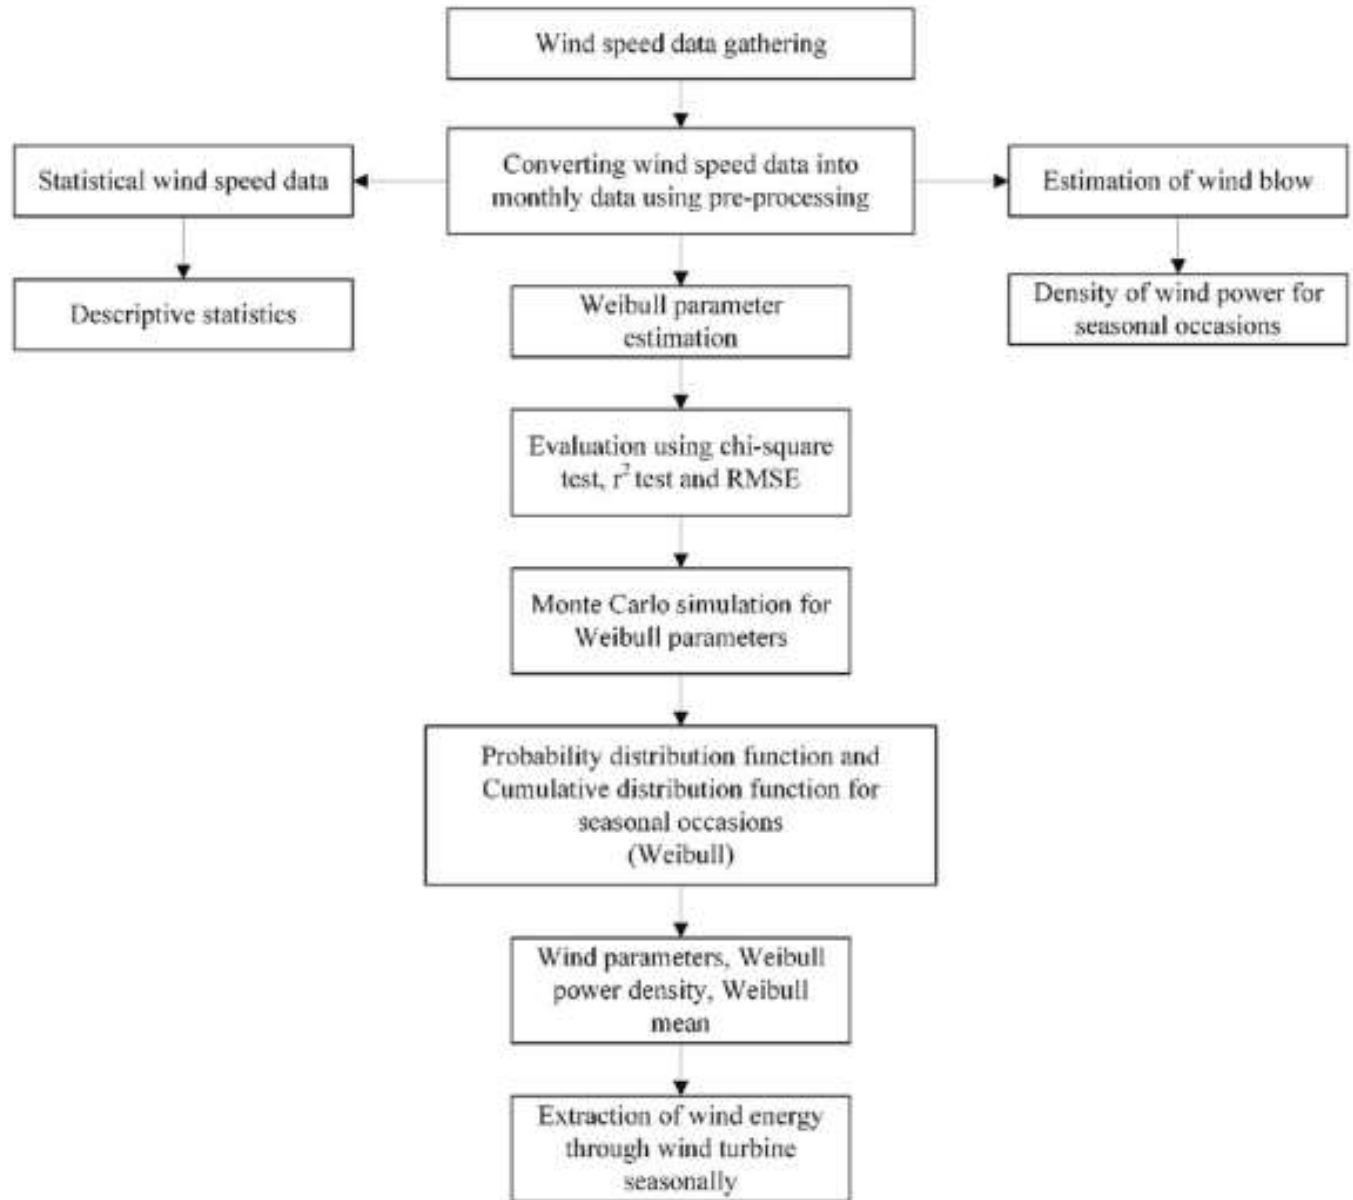 Wind speed data gathering
Statistical wind speed data
Converting wind speed data into
monthly data using pre-processing
Estimation of wind blow
Descriptive statistics
Weibull parameter
estimation
Density of wind power for
seasonal occasions
Evaluation using chi-square
test, r² test and RMSE
Monte Carlo simulation for
Weibull parameters
Probability distribution function and
Cumulative distribution function for
seasonal occasions
(Weibull)
Wind parameters, Weibull
power density, Weibull
mean
Extraction of wind energy
through wind turbine
seasonally